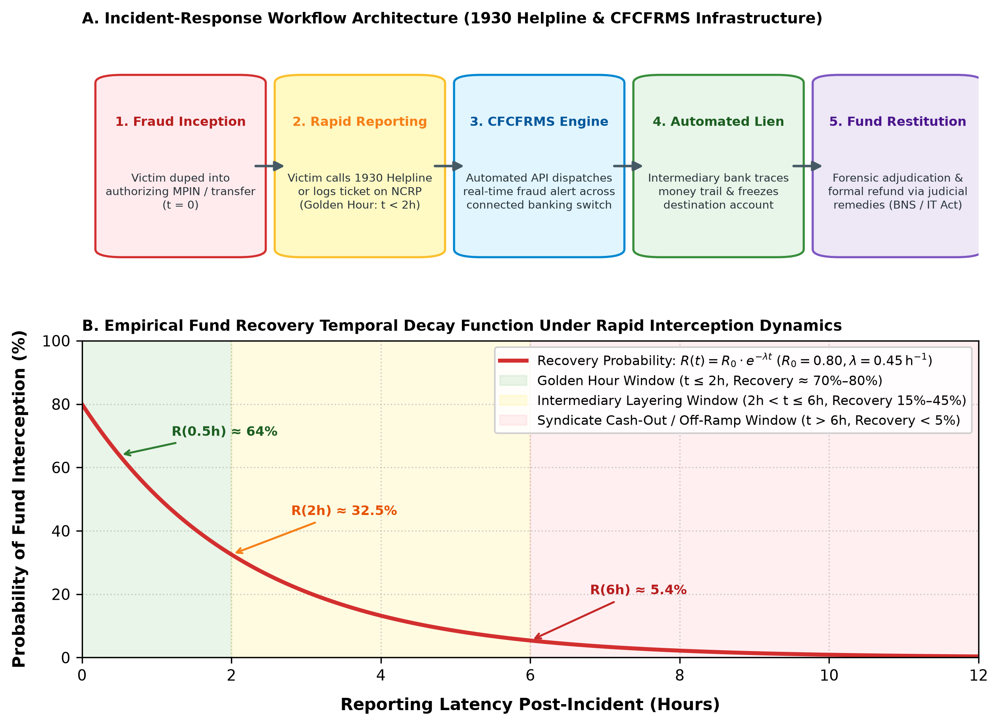 A. Incident-Response Workflow Architecture (1930 Helpline & CFCFRMS Infrastructure)
1. Fraud Inception
Victim duped into
authorizing MPIN / transfer
(t = 0)
2. Rapid Reporting
Victim calls 1930 Helpline
or logs ticket on NCRP
(Golden Hour: t < 2h)
3. CFCFRMS Engine
Automated API dispatches
real-time fraud alert across
connected banking switch
4. Automated Lien
Intermediary bank traces
money trail & freezes
destination account
5. Fund Restitution
Forensic adjudication &
formal refund via judicial
remedies (BNS / IT Act)
B. Empirical Fund Recovery Temporal Decay Function Under Rapid Interception Dynamics
Probability of Fund Interception (%)
100
80
60
40
20
0
Recovery Probability: R(t) = R₀ · e^{−λt} (R₀ = 0.80, λ = 0.45 h⁻¹)
Golden Hour Window (t ≤ 2h, Recovery ≈ 70%–80%)
Intermediary Layering Window (2h < t ≤ 6h, Recovery 15%–45%)
Syndicate Cash-Out / Off-Ramp Window (t > 6h, Recovery < 5%)
R(0.5h) ≈ 64%
R(2h) ≈ 32.5%
R(6h) ≈ 5.4%
0 2 4 6 8 10 12
Reporting Latency Post-Incident (Hours)